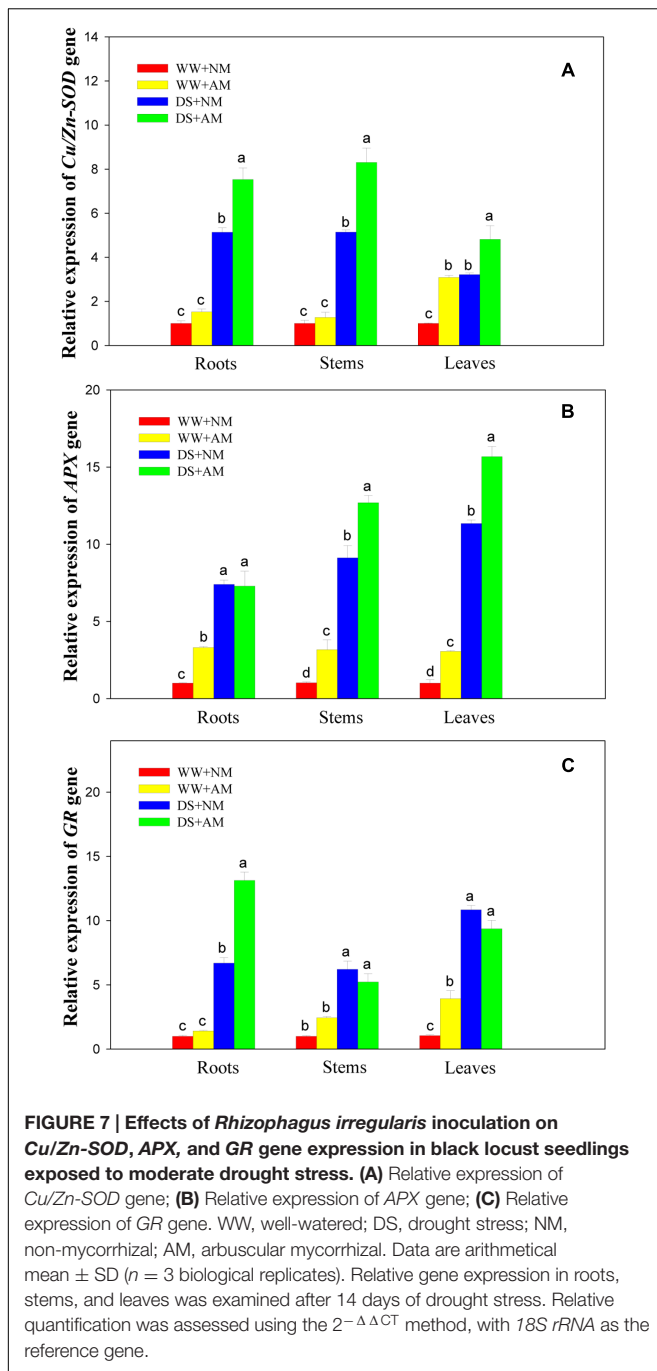 14
12
10
8
6
4
2
0
Relative expression of Cu/Zn-SOD gene
WW+NM
WW+AM
DS+NM
DS+AM
A
c c b a
c c b a
c b b a
Roots Stems Leaves
20
15
10
5
0
Relative expression of APX gene
WW+NM
WW+AM
DS+NM
DS+AM
B
c b a a
d c b a
d c b a
Roots Stems Leaves
20
15
10
5
0
Relative expression of GR gene
WW+NM
WW+AM
DS+NM
DS+AM
C
c c b a
b b a a
c b a a
Roots Stems Leaves
FIGURE 7 | Effects of Rhizophagus irregularis inoculation on
Cu/Zn-SOD, APX, and GR gene expression in black locust seedlings
exposed to moderate drought stress. (A) Relative expression of
Cu/Zn-SOD gene; (B) Relative expression of APX gene; (C) Relative
expression of GR gene. WW, well-watered; DS, drought stress; NM,
non-mycorrhizal; AM, arbuscular mycorrhizal. Data are arithmetical
mean ± SD (n = 3 biological replicates). Relative gene expression in roots,
stems, and leaves was examined after 14 days of drought stress. Relative
quantification was assessed using the 2−ΔΔCT method, with 18S rRNA as the
reference gene.